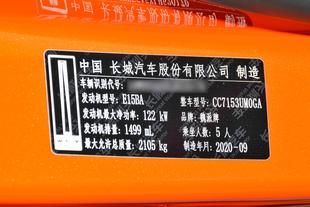 中国 长城汽车股份有限公司 制造
车辆识别代号:
发动机型号: E15BA 整车型号: CC7153UM0GA
发动机最大净功率: 122 kW 品牌: 魏派牌
发动机排量: 1499 mL 乘坐人数: 5 人
最大允许总质量: 2105 kg 制造年月: 2020-09